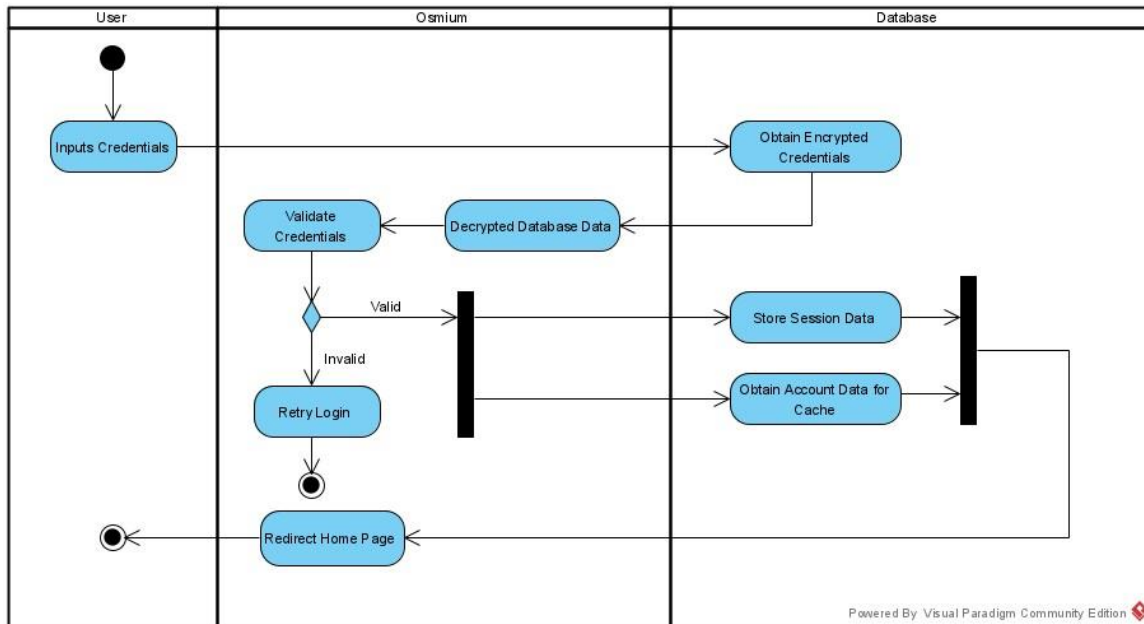 User
Osmium
Database
Inputs Credentials
Obtain Encrypted
Credentials
Validate
Credentials
Decrypted Database Data
Valid
Store Session Data
Invalid
Retry Login
Obtain Account Data for
Cache
Redirect Home Page
Powered By Visual Paradigm Community Edition